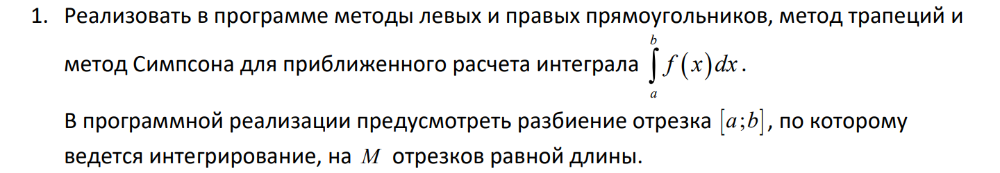 1. Реализовать в программе методы левых и правых прямоугольников, метод трапеций и
метод Симпсона для приближенного расчета интеграла ∫ₐᵇ f(x)dx.
В программной реализации предусмотреть разбиение отрезка [a;b], по которому
ведется интегрирование, на M отрезков равной длины.